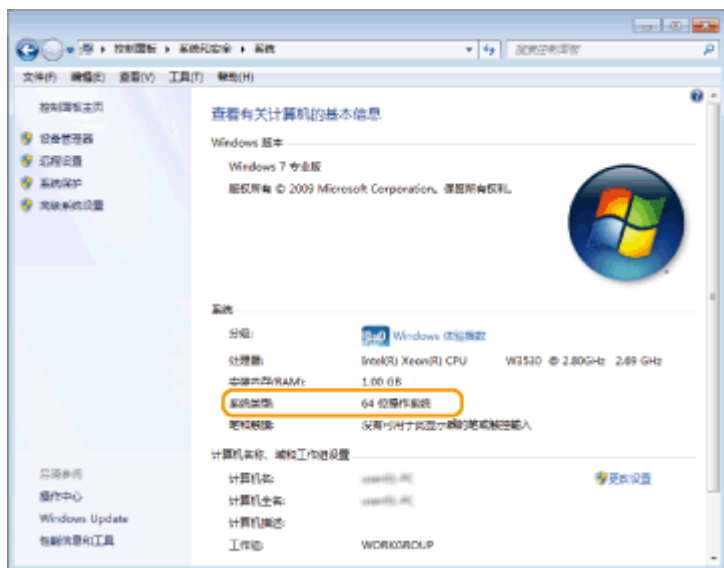 控制面板 ▸ 系统和安全 ▸ 系统
搜索控制面板
文件(F) 编辑(E) 查看(V) 工具(T) 帮助(H)
控制面板主页
设备管理器
远程设置
系统保护
高级系统设置
查看有关计算机的基本信息
Windows 版本
Windows 7 专业版
版权所有 © 2009 Microsoft Corporation。保留所有权利。
系统
分级:
Windows 体验指数
处理器: Intel(R) Xeon(R) CPU W3530 @ 2.80GHz 2.69 GHz
安装内存(RAM): 1.00 GB
系统类型: 64 位操作系统
笔和触摸: 没有可用于此显示器的笔或触控输入
计算机名称、域和工作组设置
计算机名:
更改设置
计算机全名:
计算机描述:
工作组: WORKGROUP
另请参阅
操作中心
Windows Update
性能信息和工具